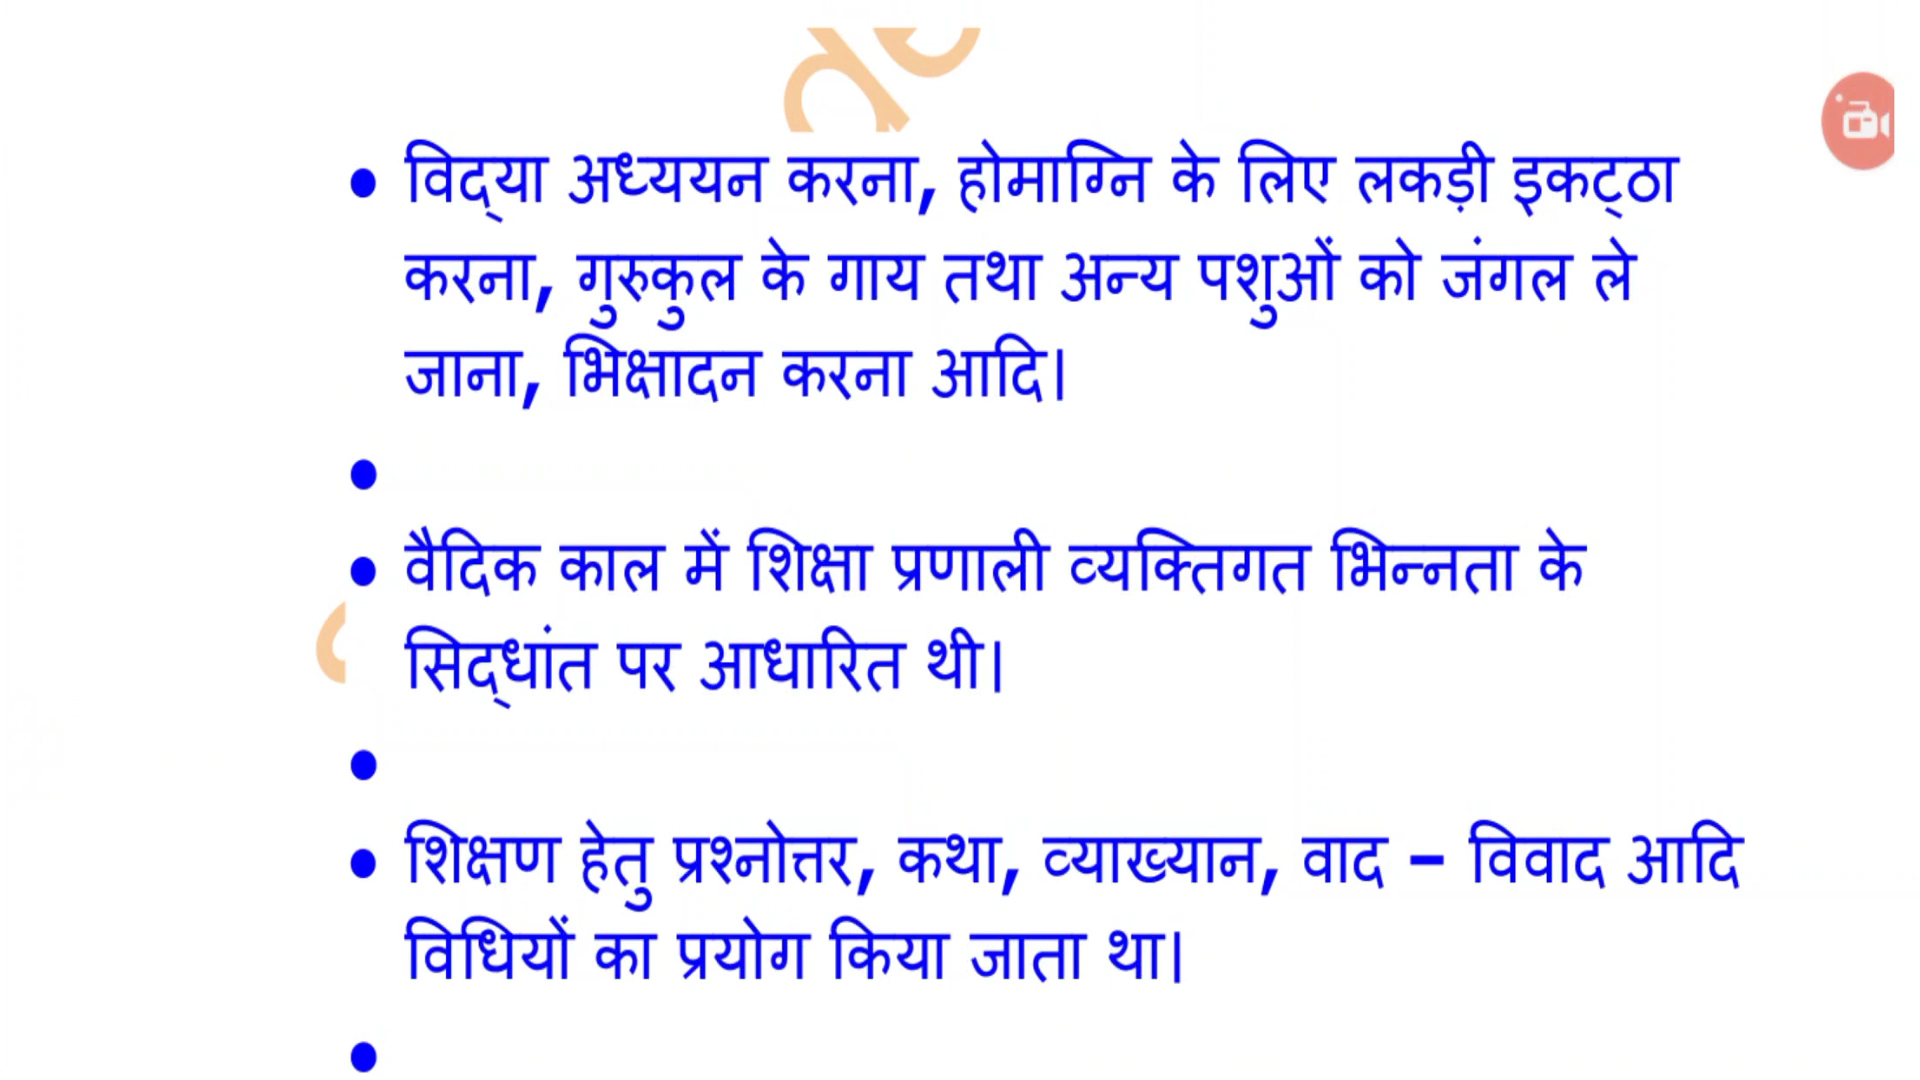 • विद्या अध्ययन करना, होमाग्नि के लिए लकड़ी इकट्ठा
करना, गुरुकुल के गाय तथा अन्य पशुओं को जंगल ले
जाना, भिक्षादन करना आदि।
•
• वैदिक काल में शिक्षा प्रणाली व्यक्तिगत भिन्नता के
सिद्धांत पर आधारित थी।
•
• शिक्षण हेतु प्रश्नोत्तर, कथा, व्याख्यान, वाद – विवाद आदि
विधियों का प्रयोग किया जाता था।
•